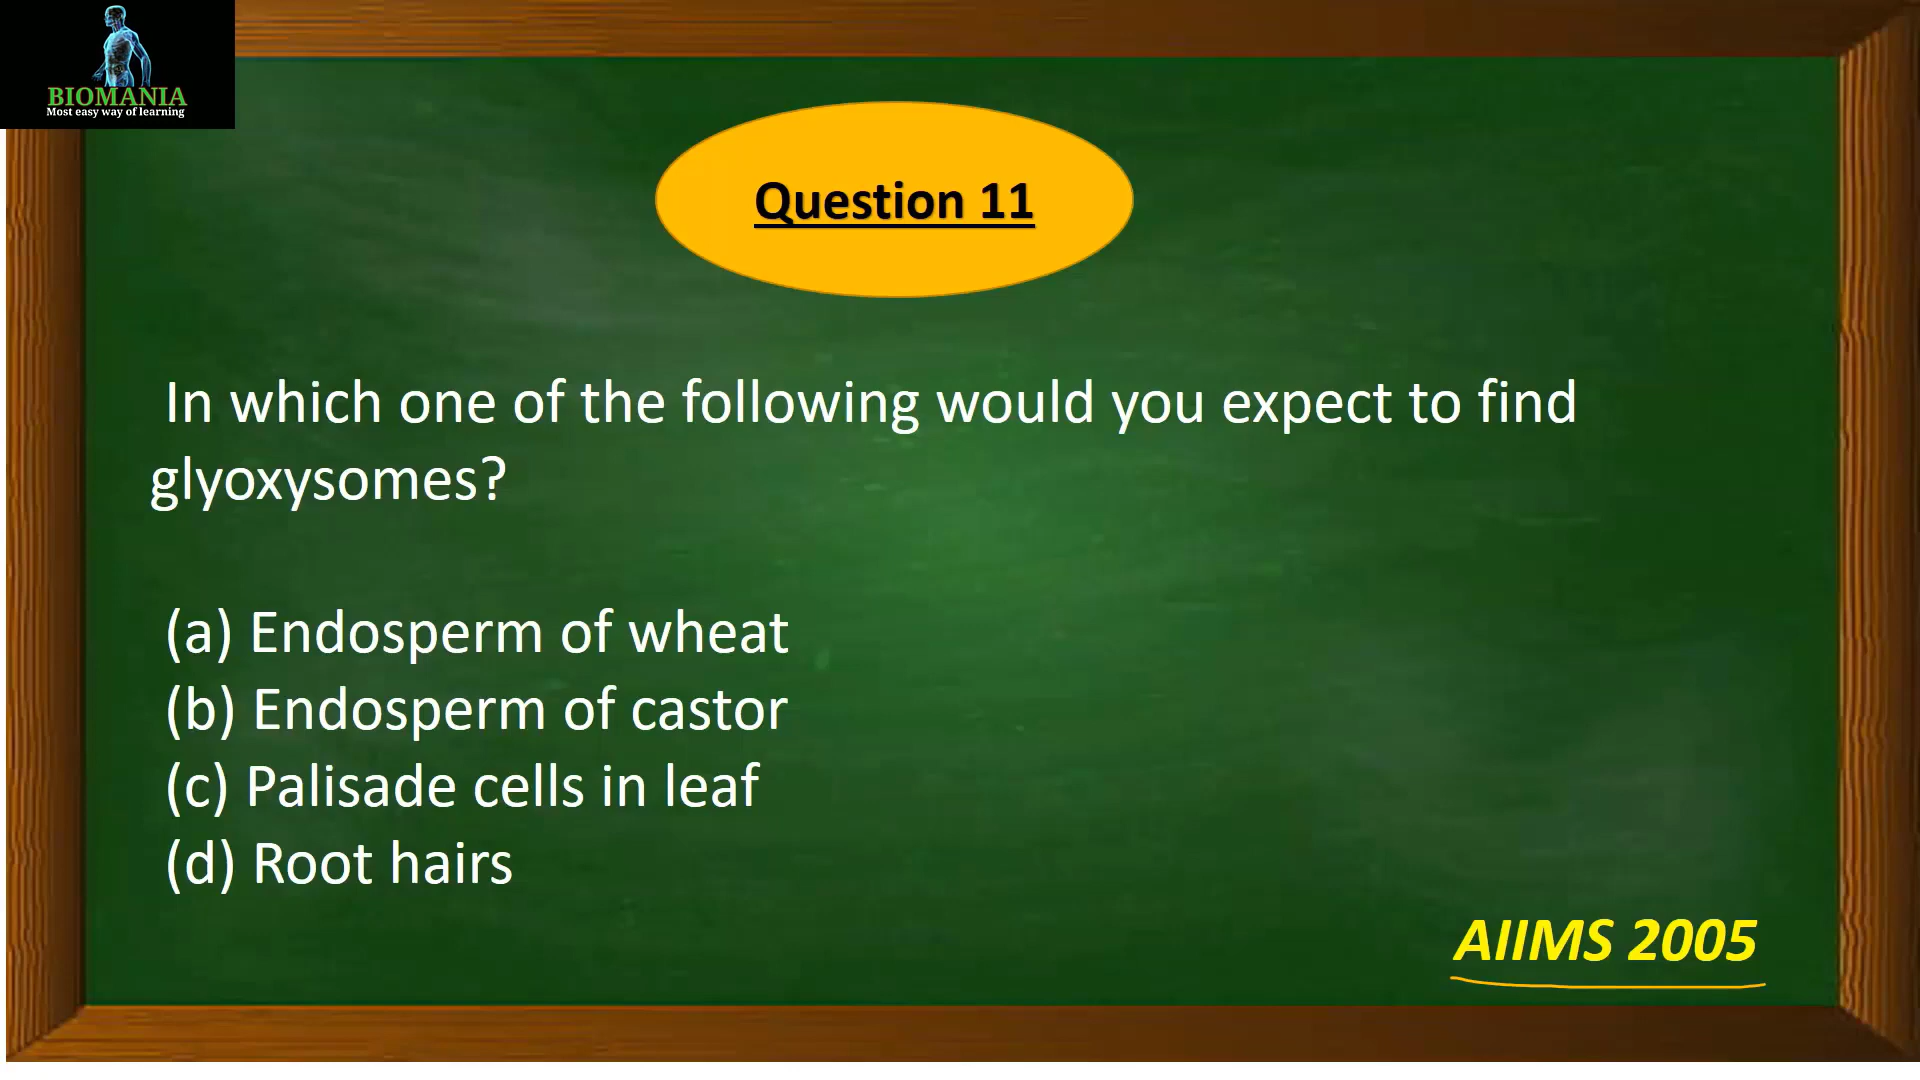 BIOMANIA
Most easy way of learning
Question 11
In which one of the following would you expect to find
glyoxysomes?
(a) Endosperm of wheat
(b) Endosperm of castor
(c) Palisade cells in leaf
(d) Root hairs
AIIMS 2005